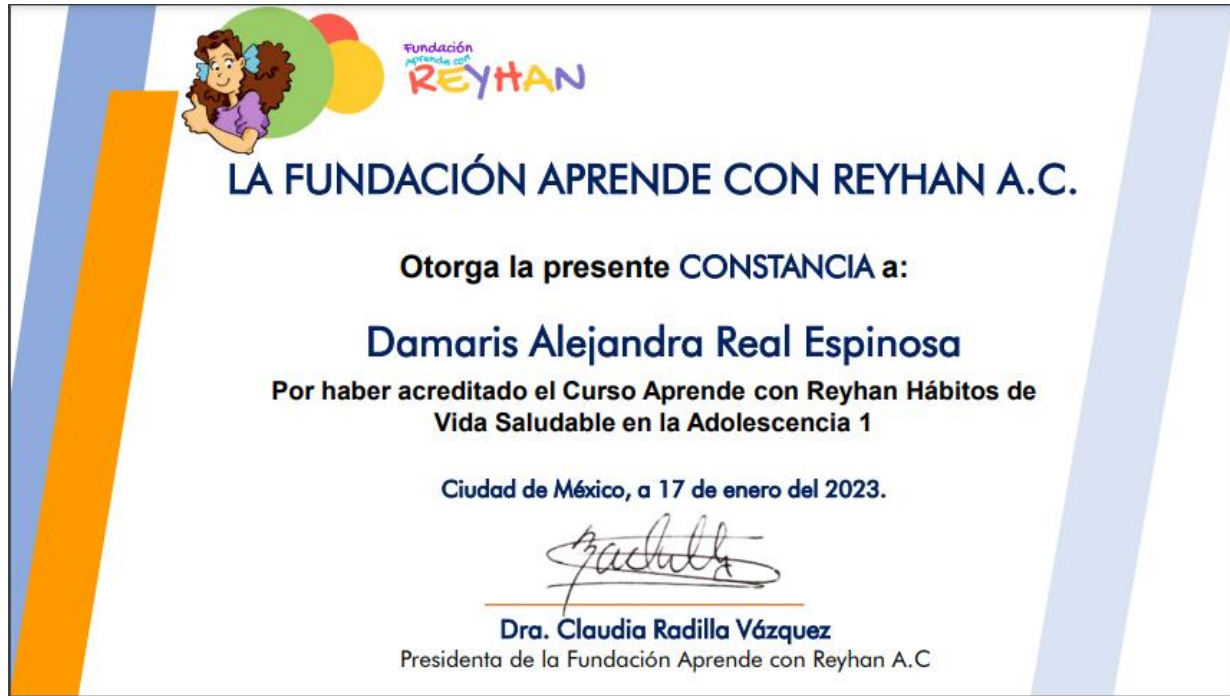 Fundación
Aprende con
REYHAN
LA FUNDACIÓN APRENDE CON REYHAN A.C.
Otorga la presente CONSTANCIA a:
Damaris Alejandra Real Espinosa
Por haber acreditado el Curso Aprende con Reyhan Hábitos de
Vida Saludable en la Adolescencia 1
Ciudad de México, a 17 de enero del 2023.
Dra. Claudia Radilla Vázquez
Presidenta de la Fundación Aprende con Reyhan A.C